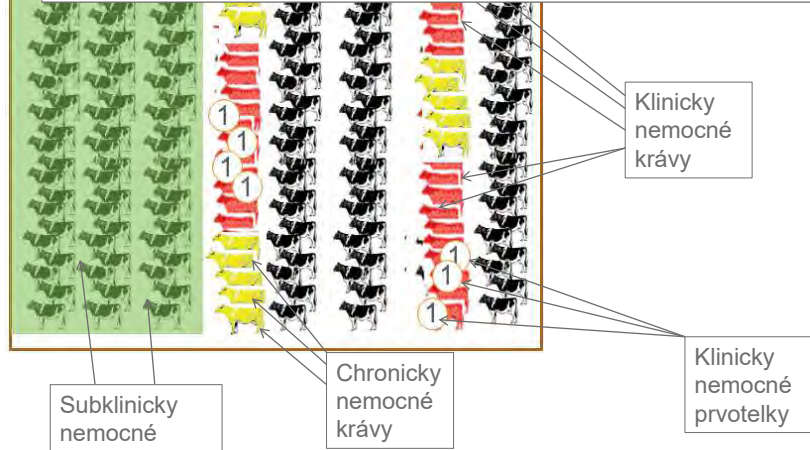 Klinicky
nemocné
krávy
1
1
1
1
1
1
1
Klinicky
nemocné
prvotelky
Chronicky
nemocné
krávy
Subklinicky
nemocné